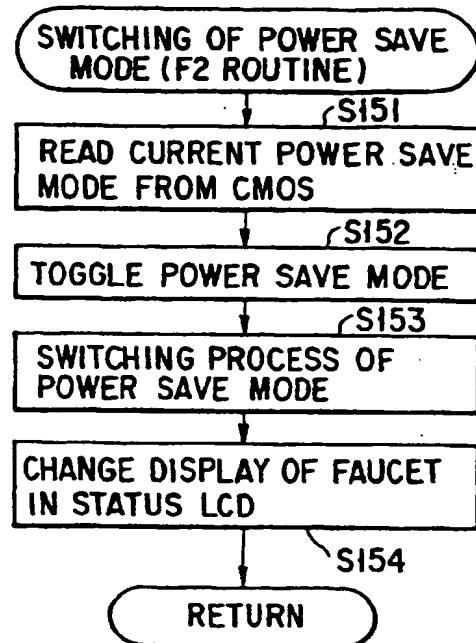 SWITCHING OF POWER SAVE
MODE (F2 ROUTINE)
S151
READ CURRENT POWER SAVE
MODE FROM CMOS
S152
TOGGLE POWER SAVE MODE
S153
SWITCHING PROCESS OF
POWER SAVE MODE
CHANGE DISPLAY OF FAUCET
IN STATUS LCD
S154
RETURN